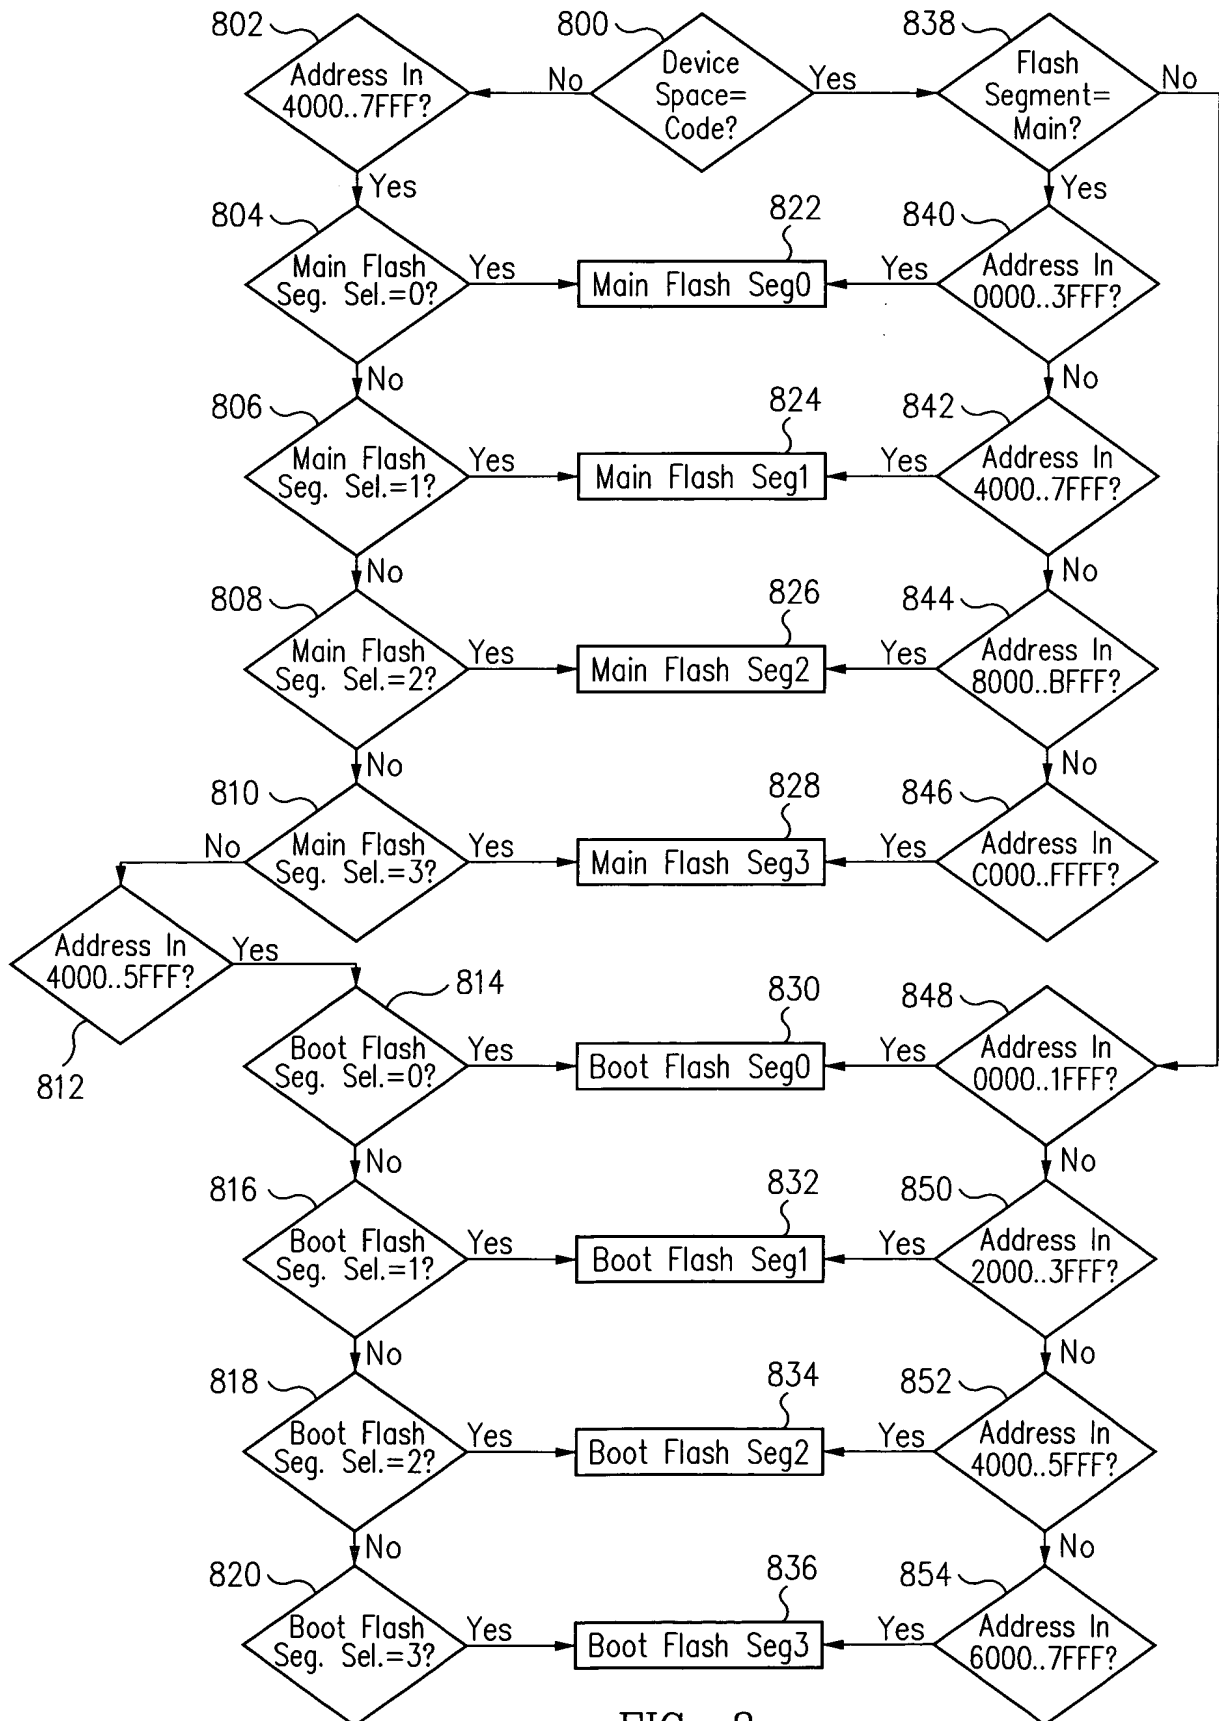 802
800
838
Address In
4000..7FFF?
No
Device
Space=
Code?
Yes
Flash
Segment=
Main?
No
Yes
Yes
804
822
840
Main Flash
Seg. Sel.=0?
Yes
Main Flash Seg0
Yes
Address In
0000..3FFF?
No
No
806
824
842
Main Flash
Seg. Sel.=1?
Yes
Main Flash Seg1
Yes
Address In
4000..7FFF?
No
No
808
826
844
Main Flash
Seg. Sel.=2?
Yes
Main Flash Seg2
Yes
Address In
8000..BFFF?
No
No
810
828
846
No
Main Flash
Seg. Sel.=3?
Yes
Main Flash Seg3
Yes
Address In
C000..FFFF?
Address In
4000..5FFF?
Yes
812
814
830
848
Boot Flash
Seg. Sel.=0?
Yes
Boot Flash Seg0
Yes
Address In
0000..1FFF?
No
No
816
832
850
Boot Flash
Seg. Sel.=1?
Yes
Boot Flash Seg1
Yes
Address In
2000..3FFF?
No
No
818
834
852
Boot Flash
Seg. Sel.=2?
Yes
Boot Flash Seg2
Yes
Address In
4000..5FFF?
No
No
820
836
854
Boot Flash
Seg. Sel.=3?
Yes
Boot Flash Seg3
Yes
Address In
6000..7FFF?
FIG.